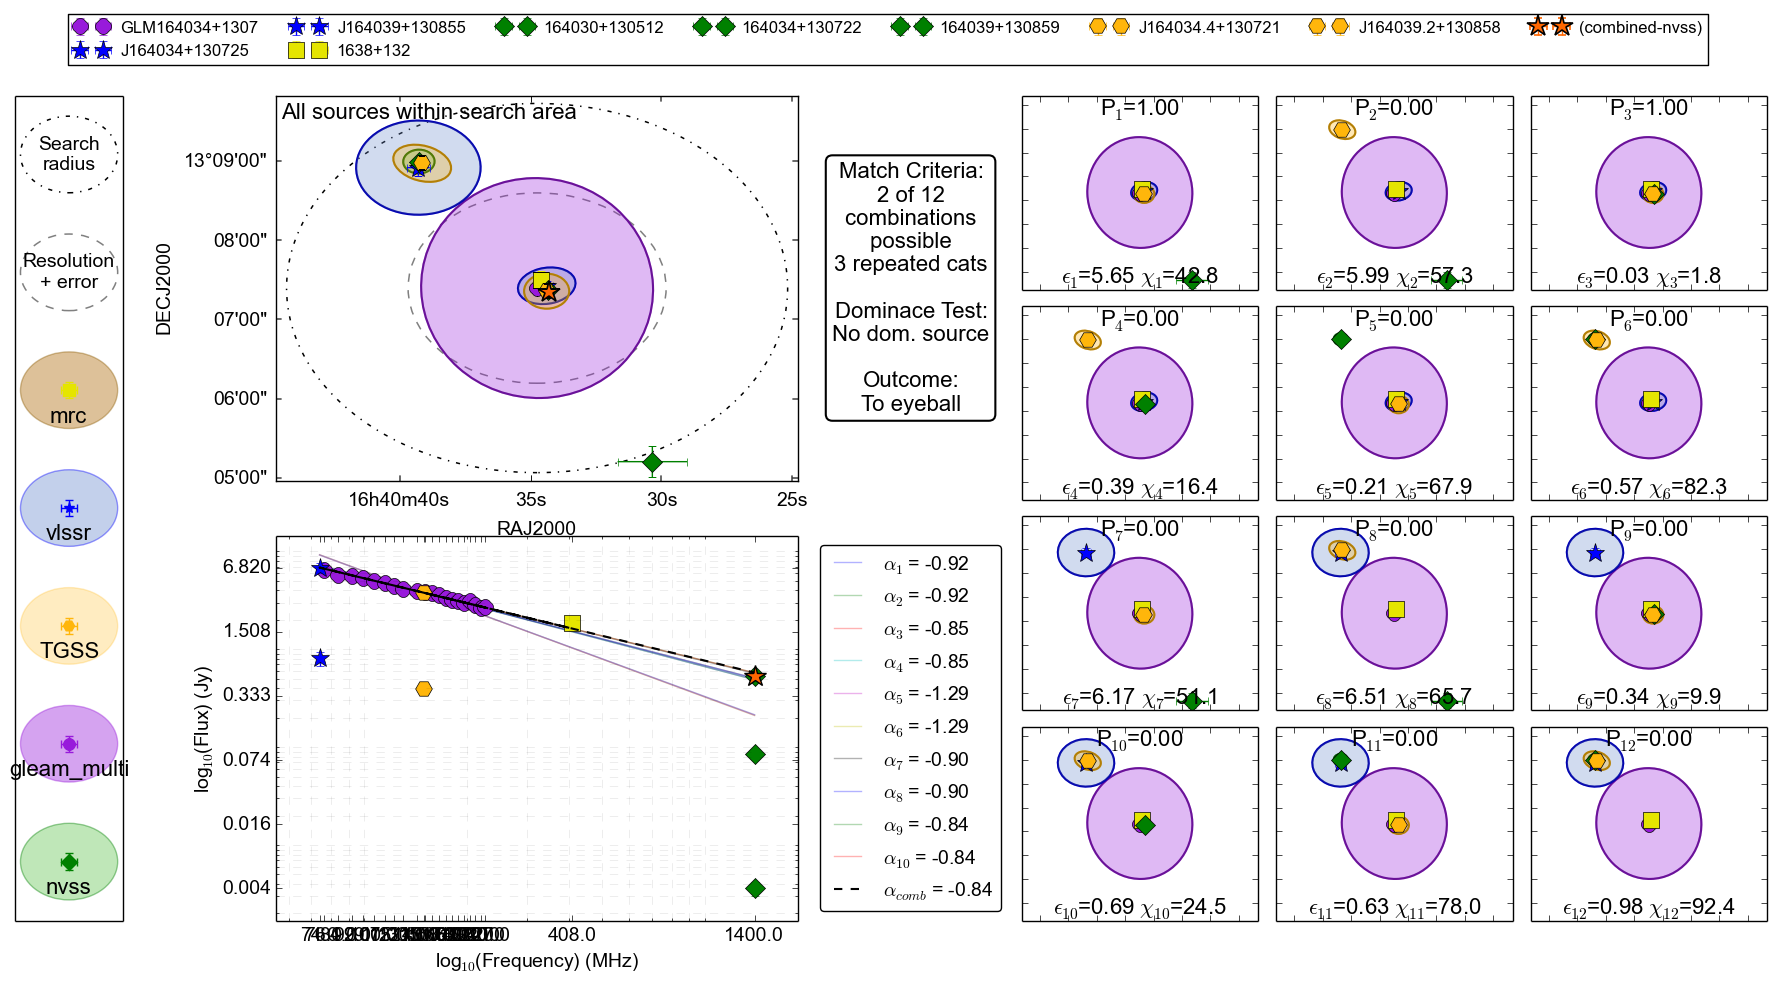 GLM164034+1307
J164039+130855
164030+130512
164034+130722
164039+130859
J164034.4+130721
J164039.2+130858
(combined-nvss)
J164034+130725
1638+132
Search
radius
Resolution
+ error
mrc
vlssr
TGSS
gleam_multi
nvss
All sources within search area
DECJ2000
13°09'00"
08'00"
07'00"
06'00"
05'00"
16h40m40s
35s
30s
25s
RAJ2000
Match Criteria:
2 of 12
combinations
possible
3 repeated cats
Dominace Test:
No dom. source
Outcome:
To eyeball
log10(Flux) (Jy)
6.820
1.508
0.333
0.074
0.016
0.004
408.0
1400.0
log10(Frequency) (MHz)
α1 = -0.92
α2 = -0.92
α3 = -0.85
α4 = -0.85
α5 = -1.29
α6 = -1.29
α7 = -0.90
α8 = -0.90
α9 = -0.84
α10 = -0.84
αcomb = -0.84
P1=1.00
ϵ1=5.65 χ1=42.8
P2=0.00
ϵ2=5.99 χ2=57.3
P3=1.00
ϵ3=0.03 χ3=1.8
P4=0.00
ϵ4=0.39 χ4=16.4
P5=0.00
ϵ5=0.21 χ5=67.9
P6=0.00
ϵ6=0.57 χ6=82.3
P7=0.00
ϵ7=6.17 χ7=51.1
P8=0.00
ϵ8=6.51 χ8=65.7
P9=0.00
ϵ9=0.34 χ9=9.9
P10=0.00
ϵ10=0.69 χ10=24.5
P11=0.00
ϵ11=0.63 χ11=78.0
P12=0.00
ϵ12=0.98 χ12=92.4